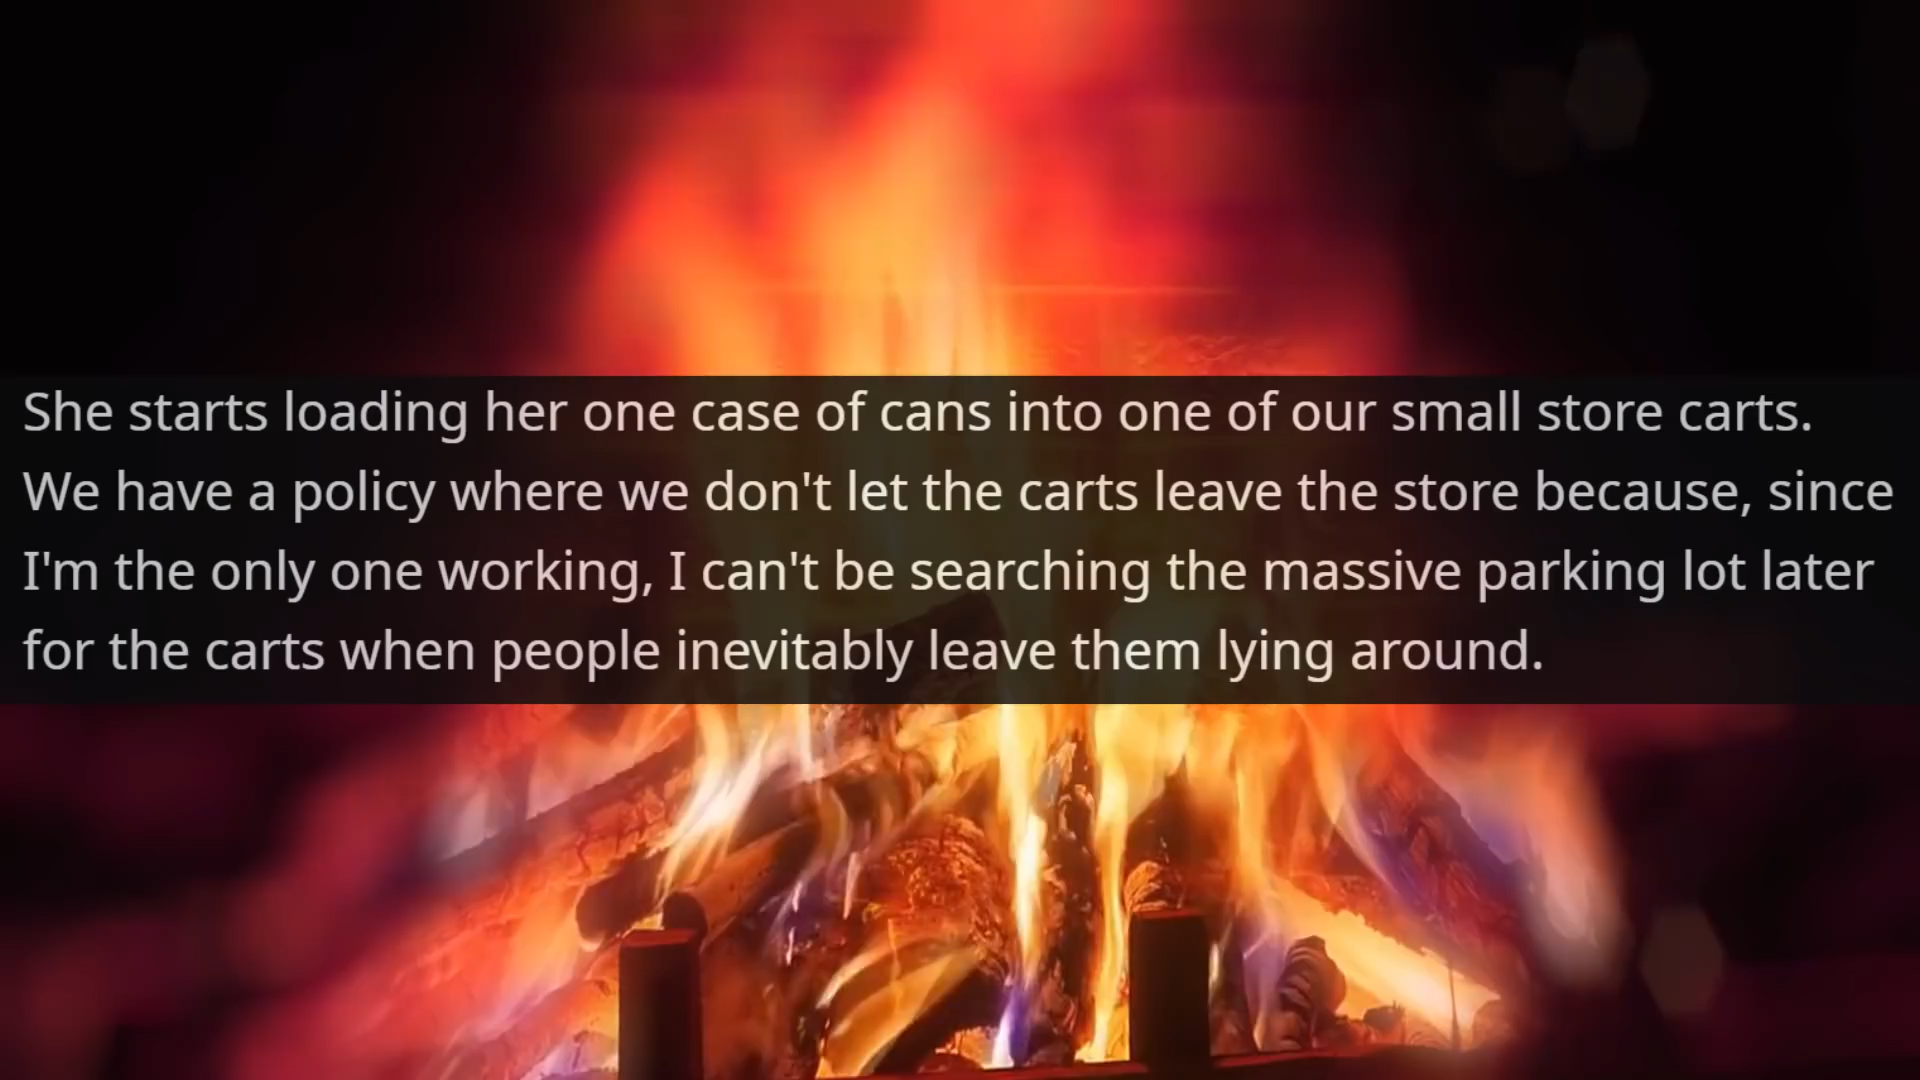 She starts loading her one case of cans into one of our small store carts.
We have a policy where we don't let the carts leave the store because, since
I'm the only one working, I can't be searching the massive parking lot later
for the carts when people inevitably leave them lying around.